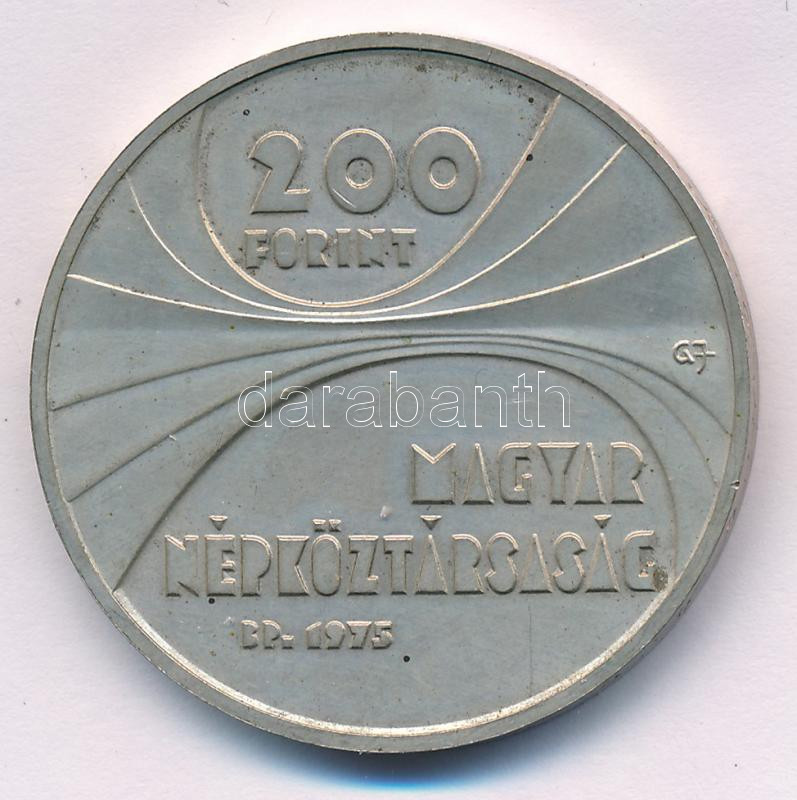 200
FORINT
GJ
darabanth
MAGYAR
NÉPKÖZTÁRSASÁG
BP. 1975